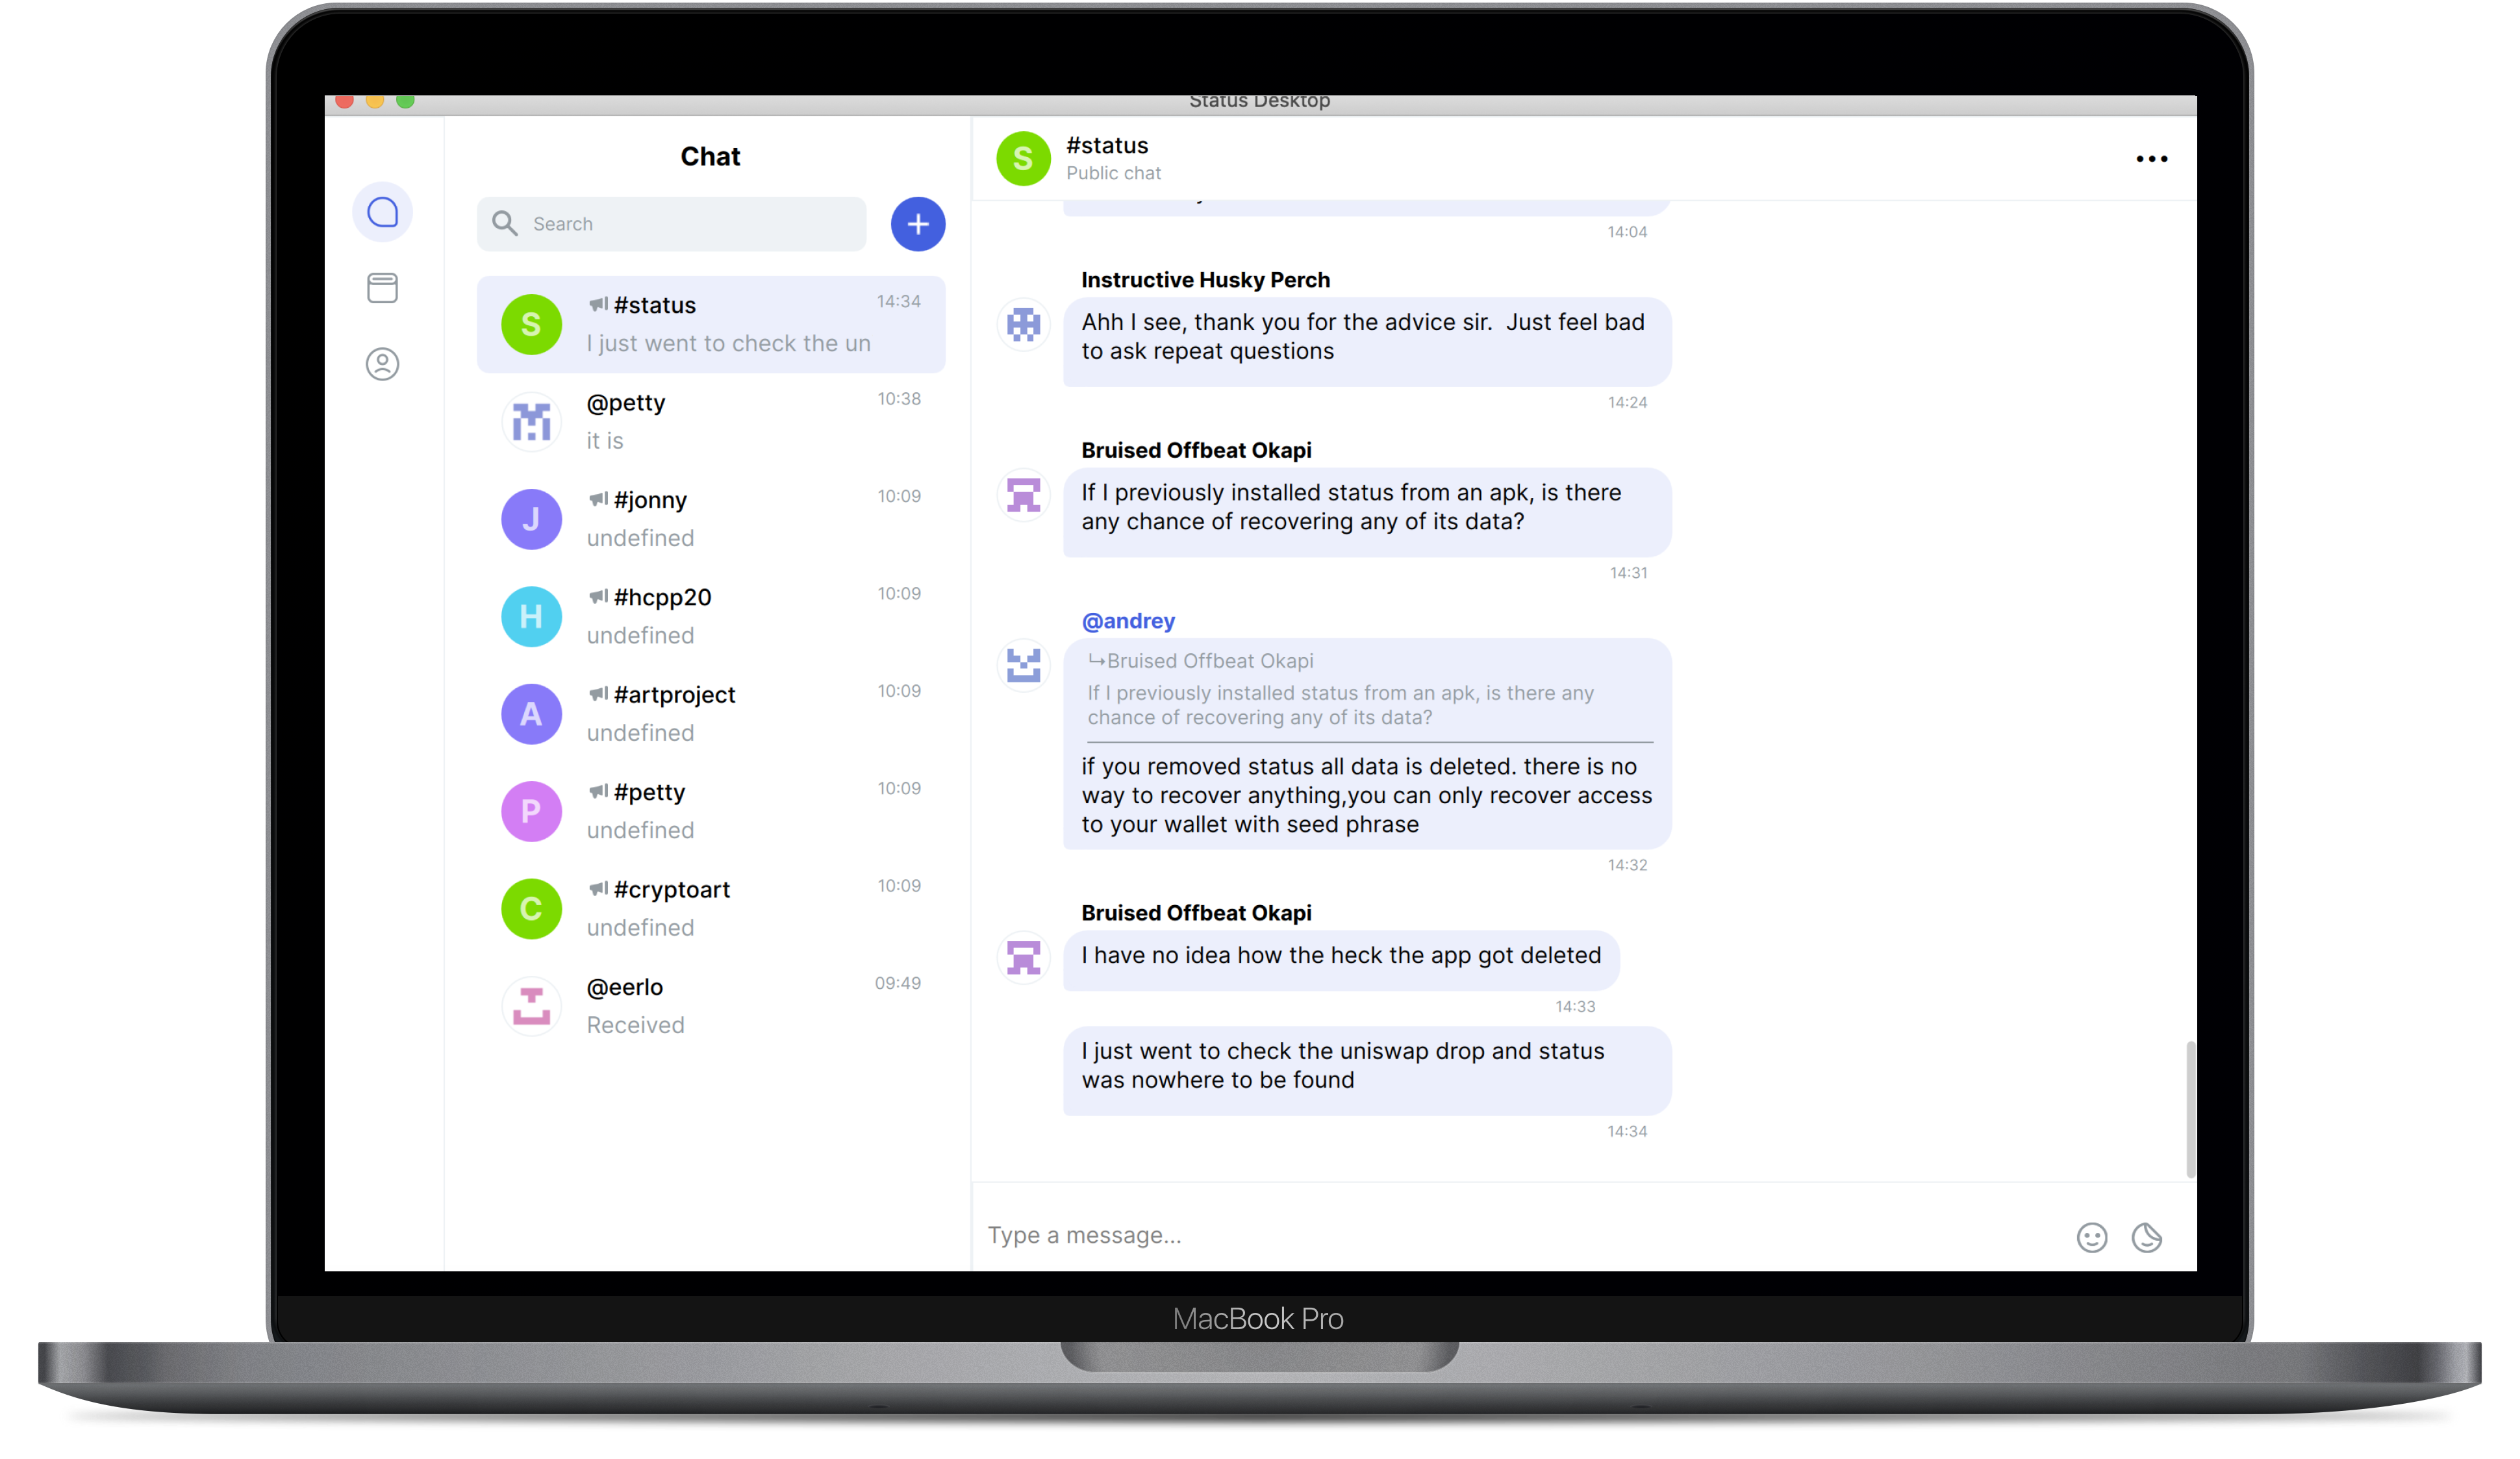 Status Desktop
Chat
Search
S
#status
14:34
I just went to check the un
@petty
10:38
it is
J
#jonny
10:09
undefined
H
#hcpp20
10:09
undefined
A
#artproject
10:09
undefined
P
#petty
10:09
undefined
C
#cryptoart
10:09
undefined
@eerlo
09:49
Received
S
#status
Public chat
14:04
Instructive Husky Perch
Ahh I see, thank you for the advice sir.  Just feel bad
to ask repeat questions
14:24
Bruised Offbeat Okapi
If I previously installed status from an apk, is there
any chance of recovering any of its data?
14:31
@andrey
↳Bruised Offbeat Okapi
If I previously installed status from an apk, is there any
chance of recovering any of its data?
if you removed status all data is deleted. there is no
way to recover anything,you can only recover access
to your wallet with seed phrase
14:32
Bruised Offbeat Okapi
I have no idea how the heck the app got deleted
14:33
I just went to check the uniswap drop and status
was nowhere to be found
14:34
Type a message...
MacBook Pro